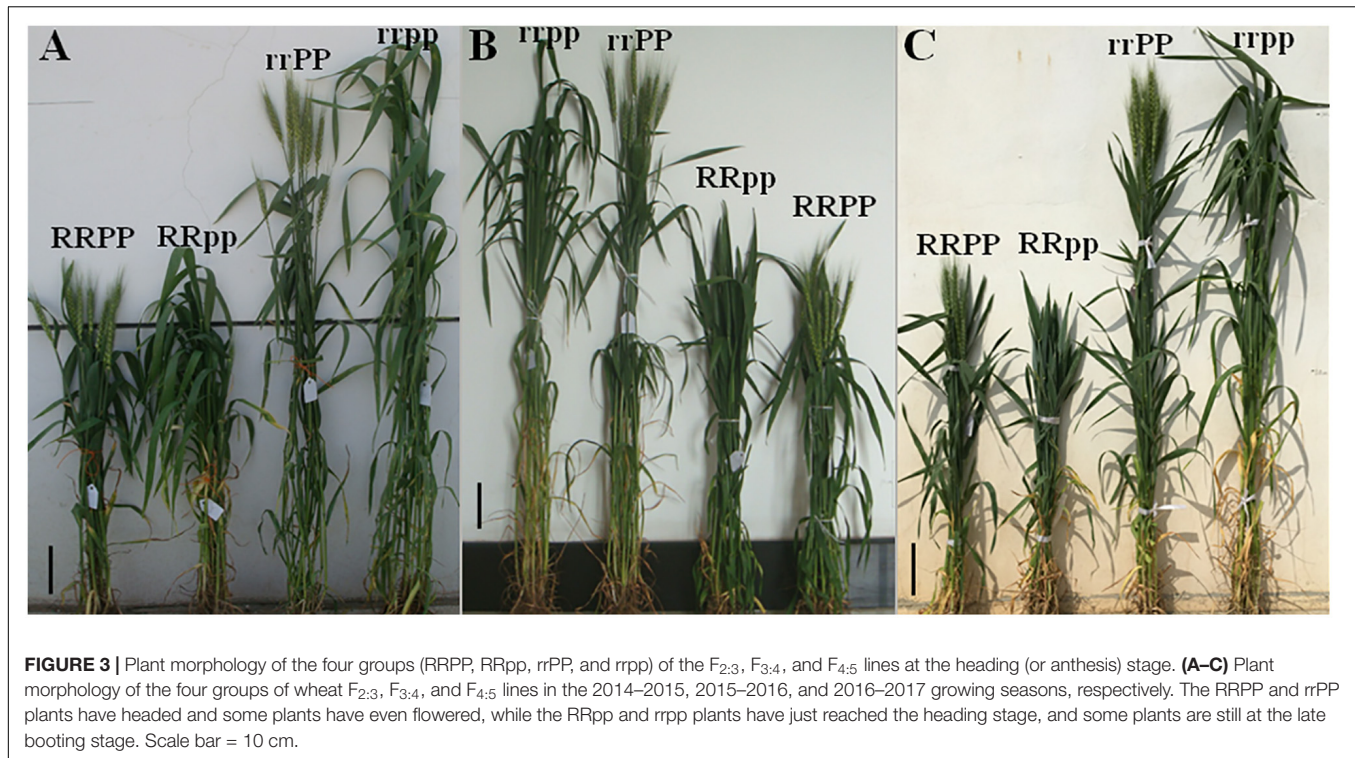 A
RRPP
RRpp
rrPP
rrpp
B
rrpp
rrPP
RRpp
RRPP
C
RRPP
RRpp
rrPP
rrpp
FIGURE 3 | Plant morphology of the four groups (RRPP, RRpp, rrPP, and rrpp) of the F2:3, F3:4, and F4:5 lines at the heading (or anthesis) stage. (A–C) Plant
morphology of the four groups of wheat F2:3, F3:4, and F4:5 lines in the 2014–2015, 2015–2016, and 2016–2017 growing seasons, respectively. The RRPP and rrPP
plants have headed and some plants have even flowered, while the RRpp and rrpp plants have just reached the heading stage, and some plants are still at the late
booting stage. Scale bar = 10 cm.